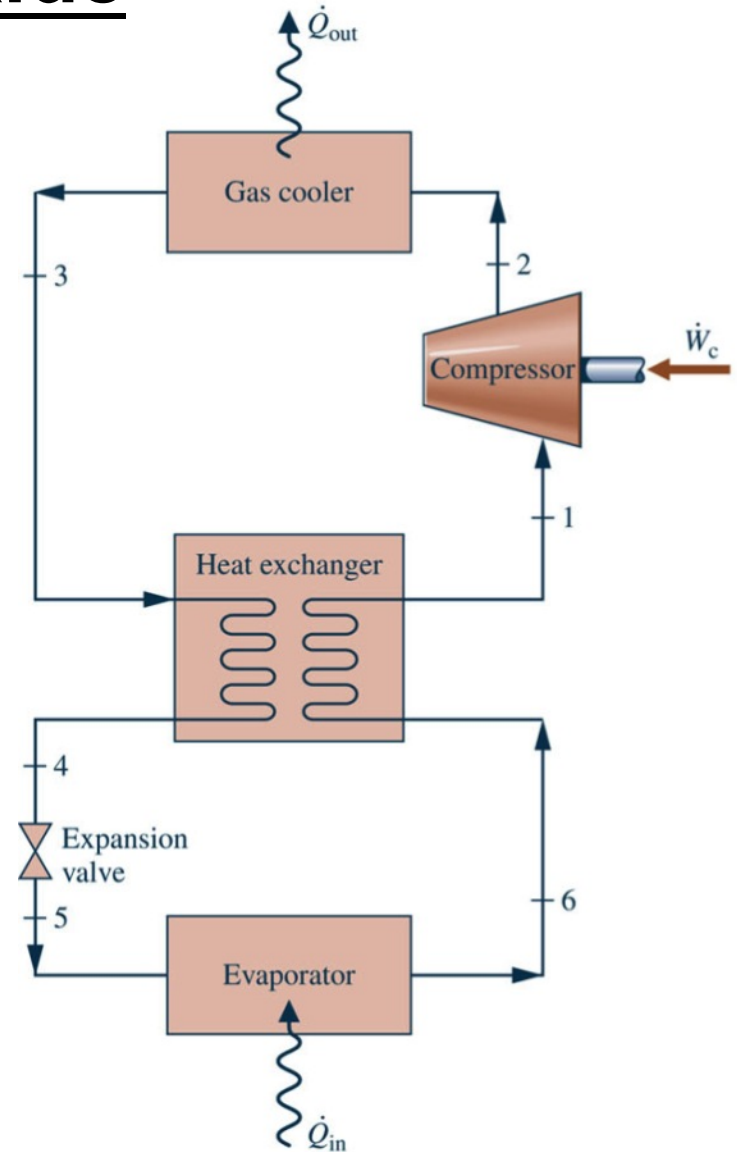 Q̇out
Gas cooler
3
2
Ẇc
Compressor
1
Heat exchanger
4
Expansion
valve
5
6
Evaporator
Q̇in